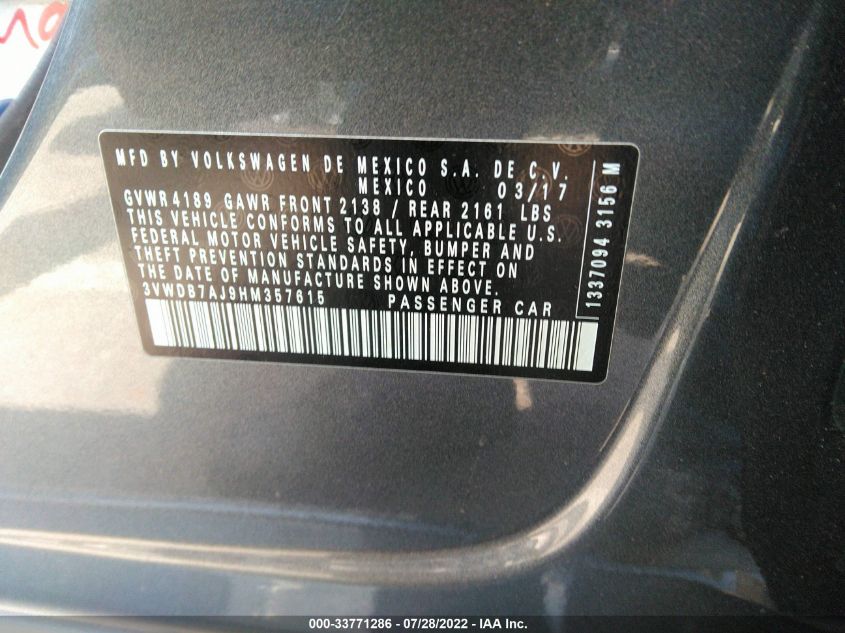 MFD BY VOLKSWAGEN DE MEXICO S.A. DE C.V.
MEXICO 03/17
GVWR 4189 GAWR FRONT 2138 / REAR 2161 LBS
THIS VEHICLE CONFORMS TO ALL APPLICABLE U.S.
FEDERAL MOTOR VEHICLE SAFETY, BUMPER AND
THEFT PREVENTION STANDARDS IN EFFECT ON
THE DATE OF MANUFACTURE SHOWN ABOVE.
3VWDB7AJ9HM357615 PASSENGER CAR
1337094 3156 M
000-33771286 - 07/28/2022 - IAA Inc.